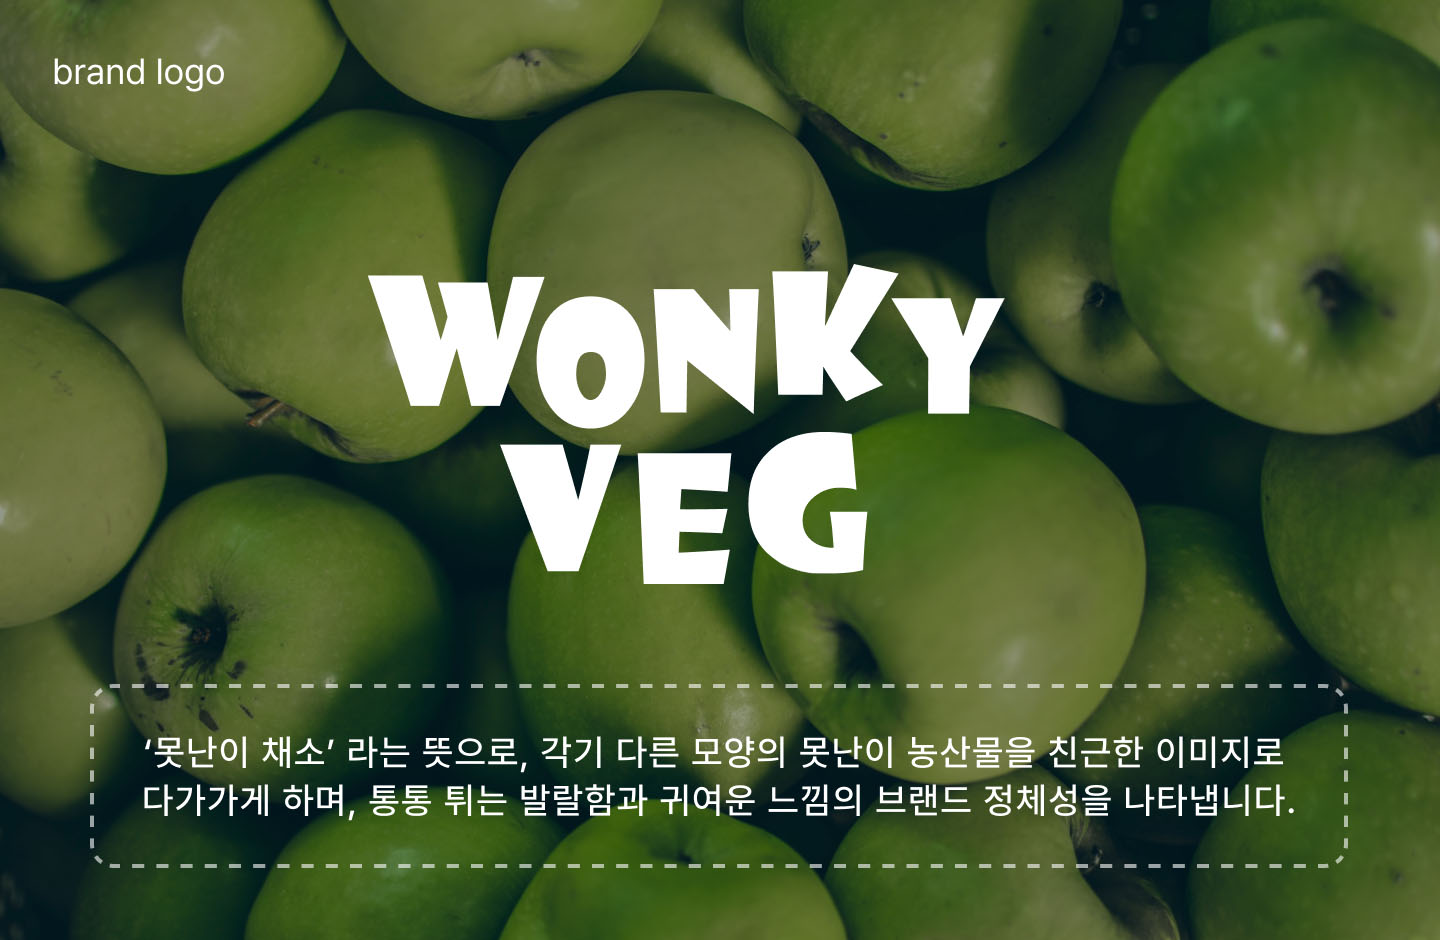 brand logo
WONKY
VEG
‘못난이 채소’ 라는 뜻으로, 각기 다른 모양의 못난이 농산물을 친근한 이미지로
다가가게 하며, 통통 튀는 발랄함과 귀여운 느낌의 브랜드 정체성을 나타냅니다.